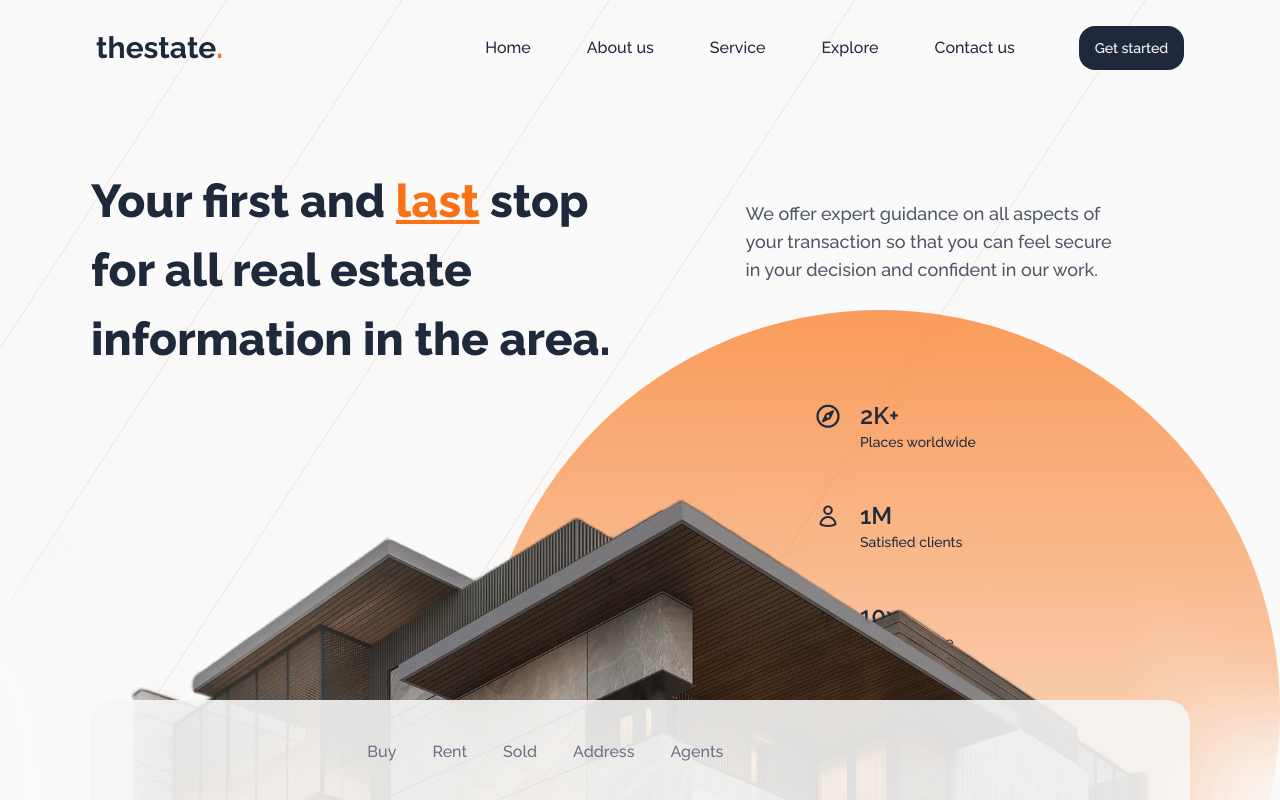 thestate.
Home
About us
Service
Explore
Contact us
Get started
Your first and last stop
for all real estate
information in the area.
We offer expert guidance on all aspects of
your transaction so that you can feel secure
in your decision and confident in our work.
2K+
Places worldwide
1M
Satisfied clients
Buy
Rent
Sold
Address
Agents